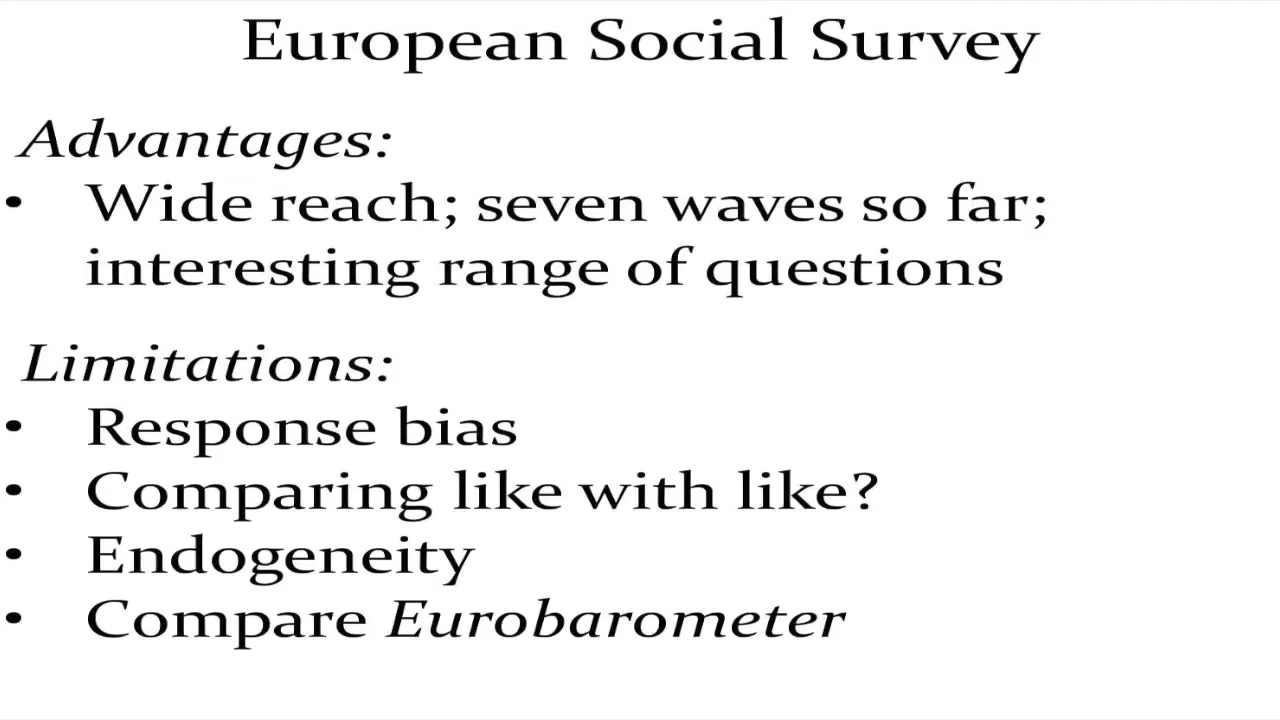 European Social Survey
Advantages:
• Wide reach; seven waves so far;
interesting range of questions
Limitations:
• Response bias
• Comparing like with like?
• Endogeneity
• Compare Eurobarometer